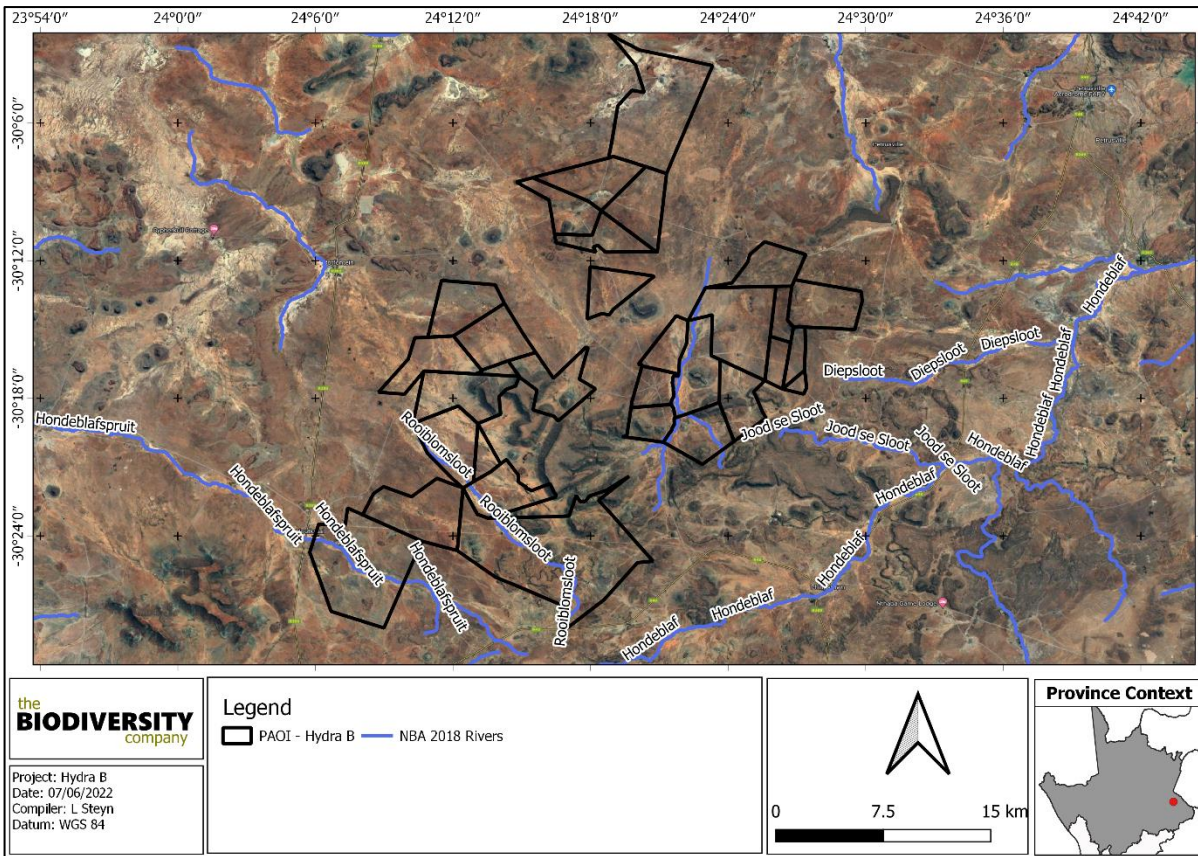 23°54′0″ 24°0′0″ 24°6′0″ 24°12′0″ 24°18′0″ 24°24′0″ 24°30′0″ 24°36′0″ 24°42′0″
-30°6′0″
-30°12′0″
-30°18′0″
-30°24′0″
Hondeblaf
Hondeblaf
Hondeblaf
Diepsloot
Diepsloot
Diepsloot
Hondeblafspruit
Rooiblomsloot
Jood se Sloot
Jood se Sloot
Jood se Sloot
Hondeblaf
Hondeblaf
Hondeblafspruit
Hondeblafspruit
Hondeblafspruit
Rooiblomsloot
Rooiblomsloot
Hondeblaf
Hondeblaf
Hondeblaf
the
BIODIVERSITY
company
Project: Hydra B
Date: 07/06/2022
Compiler: L Steyn
Datum: WGS 84
Legend
PAOI - Hydra B NBA 2018 Rivers
0 7.5 15 km
Province Context